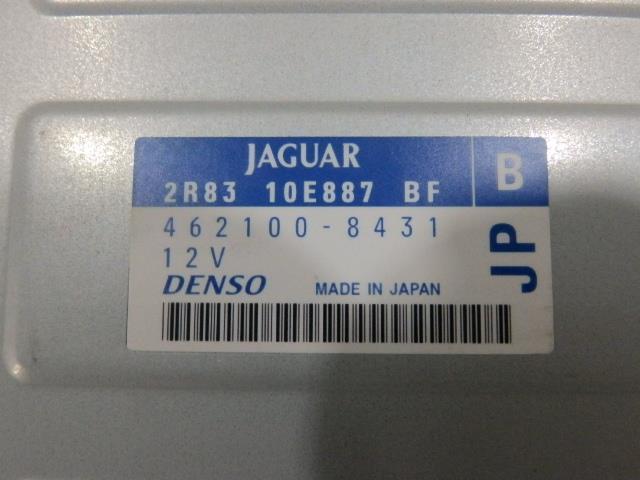 JAGUAR
2R83 10E887 BF
B
462100-8431
12V
JP
DENSO MADE IN JAPAN